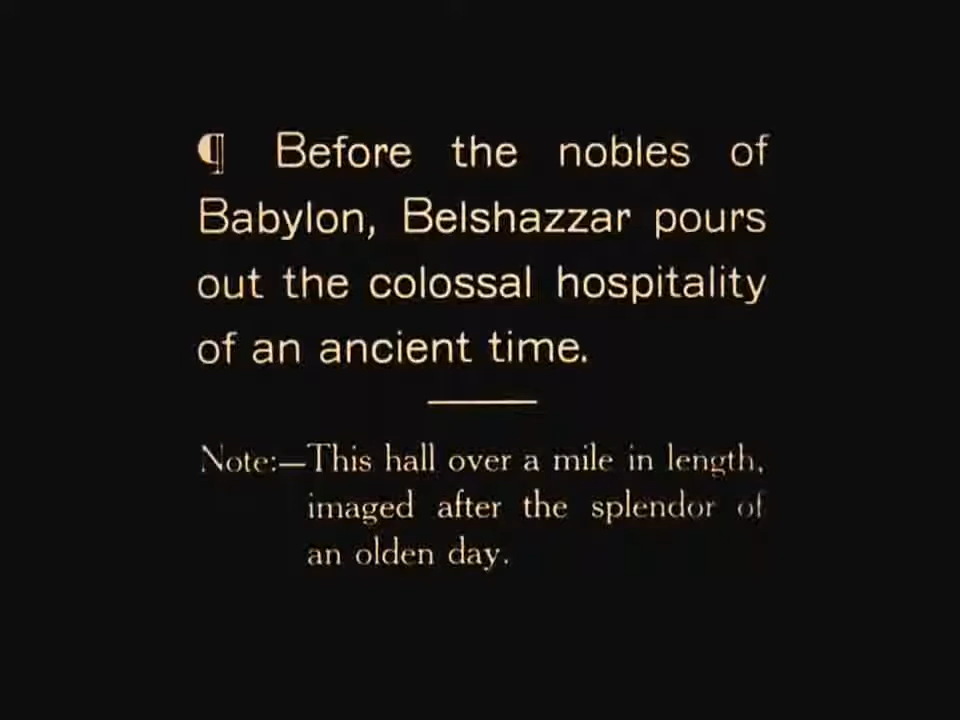 ¶ Before the nobles of
Babylon, Belshazzar pours
out the colossal hospitality
of an ancient time.
Note:—This hall over a mile in length,
imaged after the splendor of
an olden day.